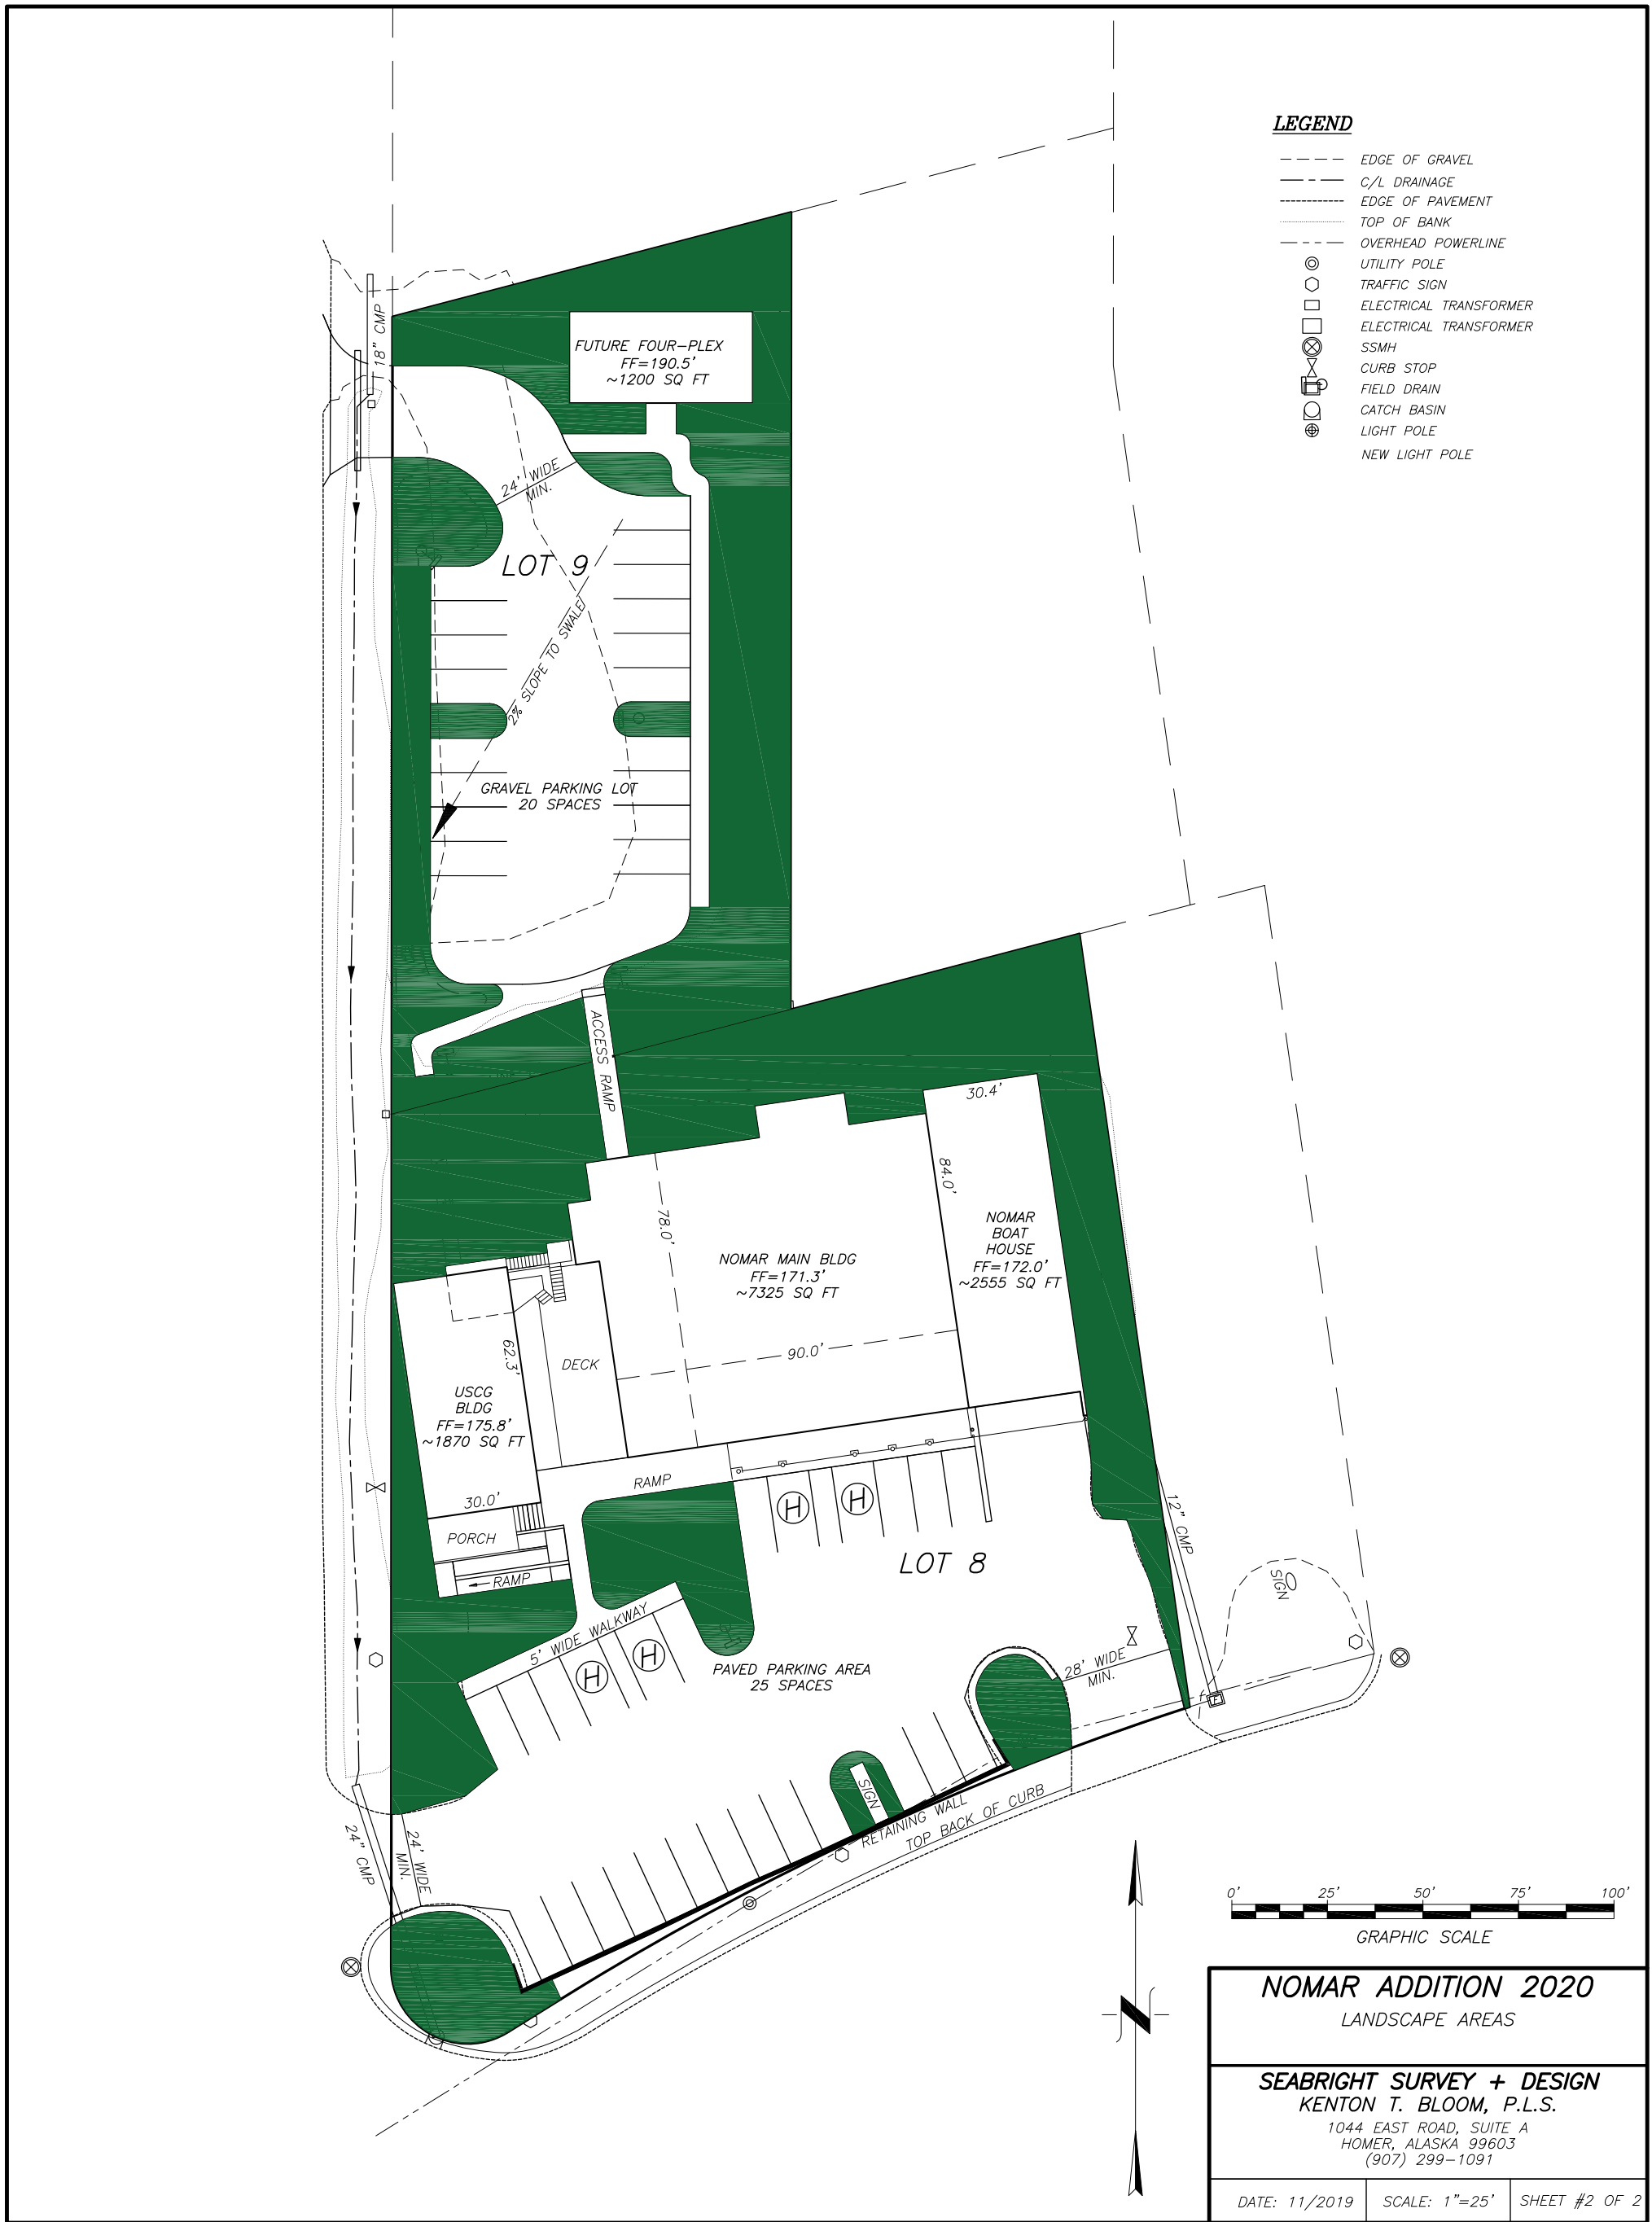 LEGEND
EDGE OF GRAVEL
C/L DRAINAGE
EDGE OF PAVEMENT
TOP OF BANK
OVERHEAD POWERLINE
UTILITY POLE
TRAFFIC SIGN
ELECTRICAL TRANSFORMER
ELECTRICAL TRANSFORMER
SSMH
CURB STOP
FIELD DRAIN
CATCH BASIN
LIGHT POLE
NEW LIGHT POLE
18" CMP
FUTURE FOUR-PLEX
FF=190.5'
~1200 SQ FT
24' WIDE
MIN.
LOT 9
2% SLOPE TO SWALE
GRAVEL PARKING LOT
20 SPACES
ACCESS RAMP
30.4'
84.0'
78.0'
NOMAR
BOAT
HOUSE
FF=172.0'
~2555 SQ FT
NOMAR MAIN BLDG
FF=171.3'
~7325 SQ FT
90.0'
62.3'
DECK
USCG
BLDG
FF=175.8'
~1870 SQ FT
30.0'
PORCH
RAMP
RAMP
H
H
LOT 8
12" CMP
SIGN
5' WIDE WALKWAY
H
H
PAVED PARKING AREA
25 SPACES
28' WIDE
MIN.
F
SIGN
RETAINING WALL
TOP BACK OF CURB
24" CMP
24' WIDE
MIN.
0' 25' 50' 75' 100'
GRAPHIC SCALE
N
NOMAR ADDITION 2020
LANDSCAPE AREAS
SEABRIGHT SURVEY + DESIGN
KENTON T. BLOOM, P.L.S.
1044 EAST ROAD, SUITE A
HOMER, ALASKA 99603
(907) 299-1091
DATE: 11/2019 SCALE: 1"=25' SHEET #2 OF 2